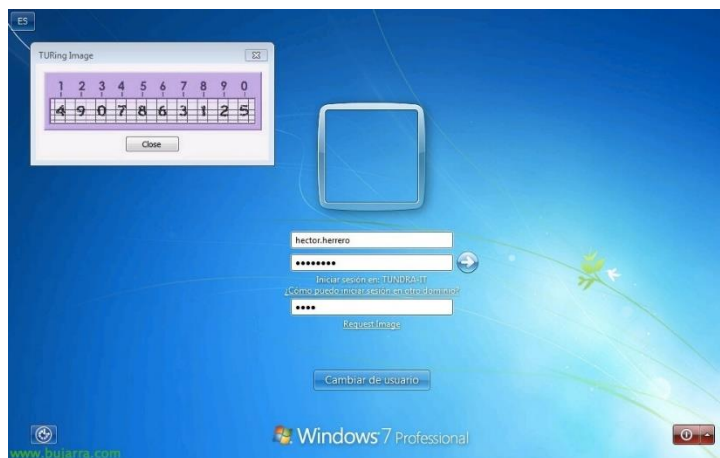 ES
TURing Image
1 2 3 4 5 6 7 8 9 0
4 9 0 7 8 6 3 1 2 5
Close
hector.herrero
••••••••
Iniciar sesión en: TUNDRA-IT
¿Cómo puedo iniciar sesión en otro dominio?
••••
Request Image
Cambiar de usuario
Windows 7 Professional
www.bujarra.com